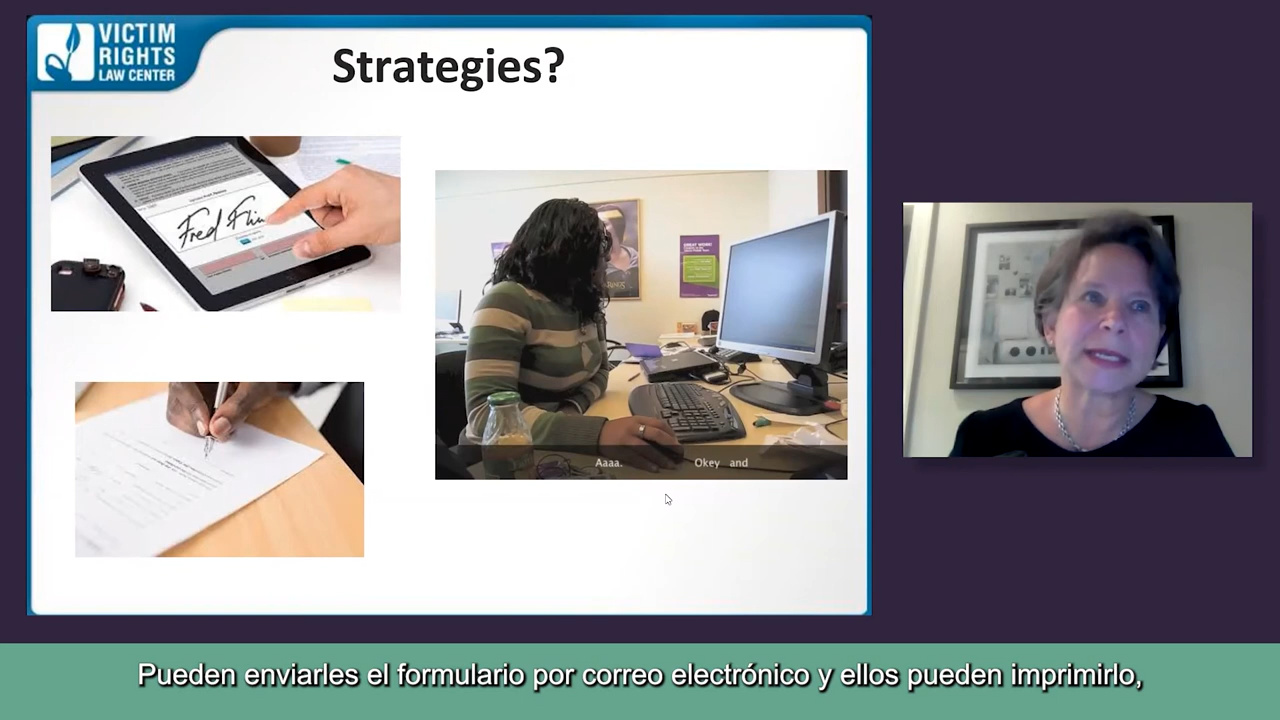 VICTIM
RIGHTS
LAW CENTER
Strategies?
Fred Flin
GREAT WORK!
Aaaa. Okey and
Pueden enviarles el formulario por correo electrónico y ellos pueden imprimirlo,